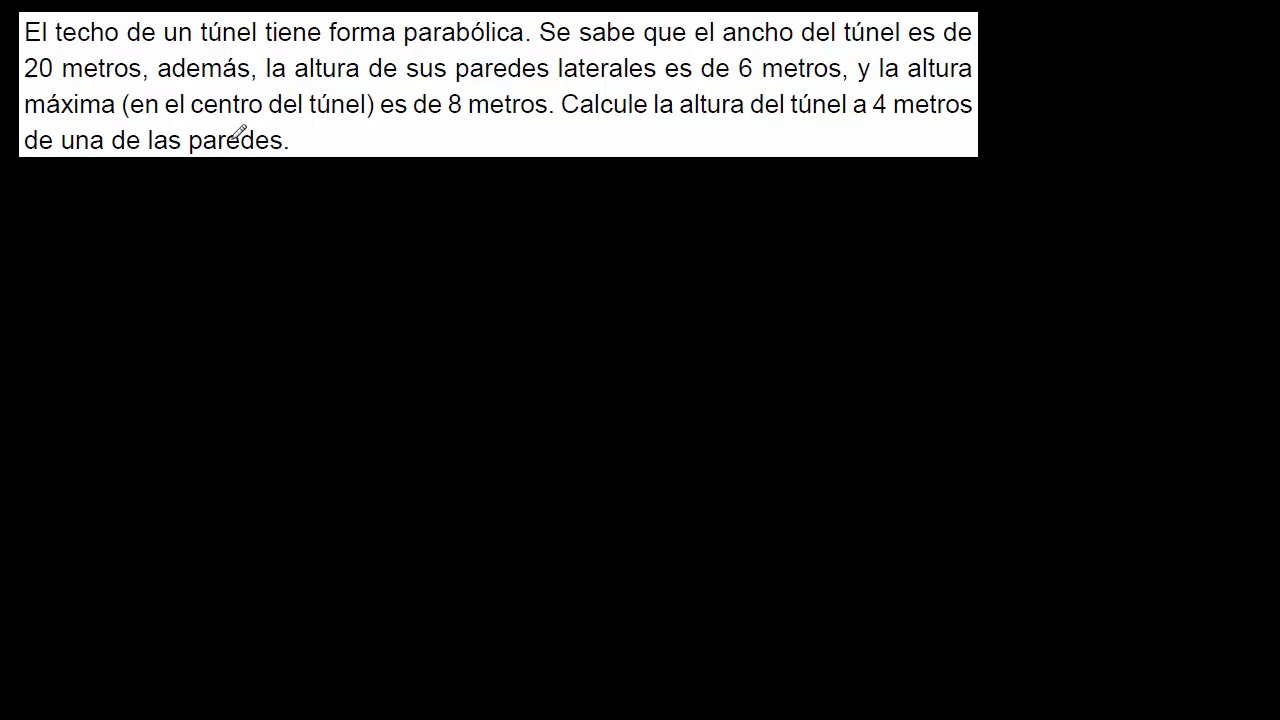 El techo de un túnel tiene forma parabólica. Se sabe que el ancho del túnel es de
20 metros, además, la altura de sus paredes laterales es de 6 metros, y la altura
máxima (en el centro del túnel) es de 8 metros. Calcule la altura del túnel a 4 metros
de una de las paredes.